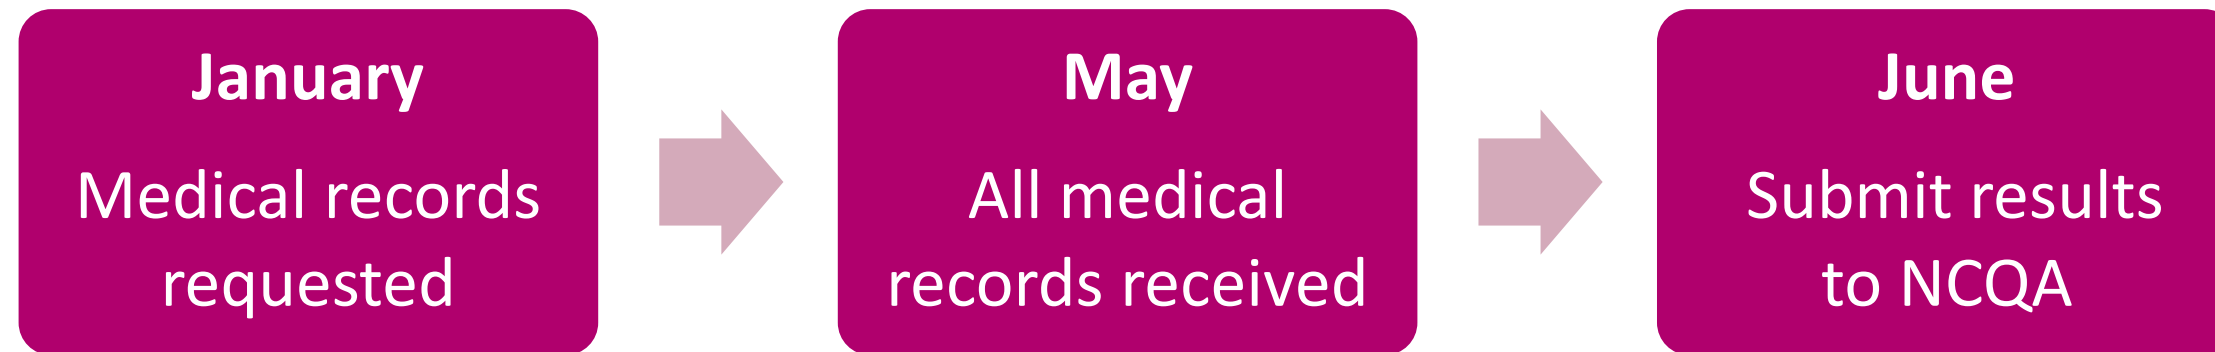 January
Medical records
requested
May
All medical
records received
June
Submit results
to NCQA